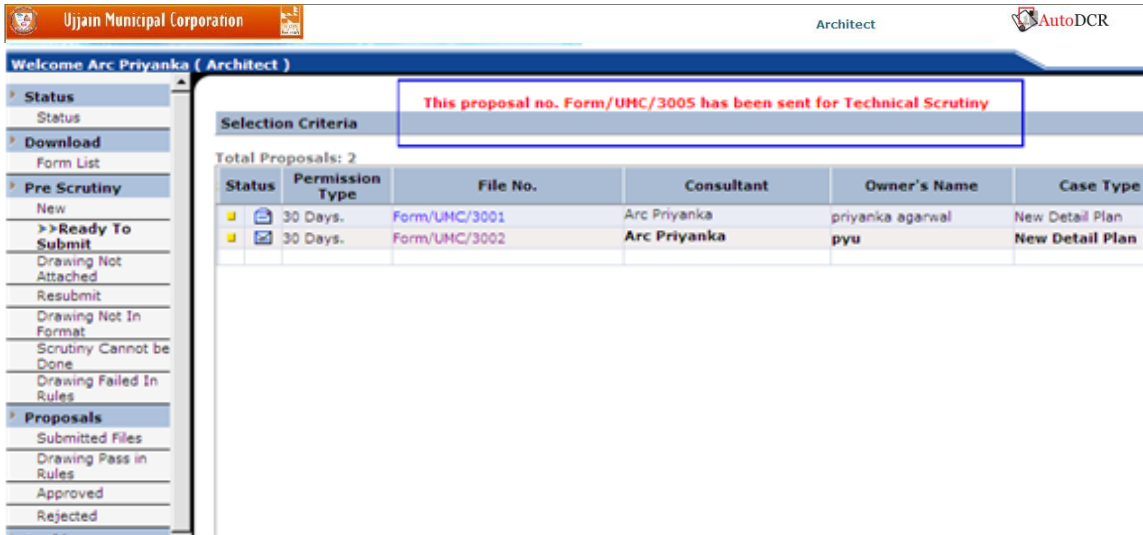 Ujjain Municipal Corporation
Architect
AutoDCR
Welcome Arc Priyanka ( Architect )
Status
Status
Download
Form List
Pre Scrutiny
New
>>Ready To
Submit
Drawing Not
Attached
Resubmit
Drawing Not In
Format
Scrutiny Cannot be
Done
Drawing Failed In
Rules
Proposals
Submitted Files
Drawing Pass in
Rules
Approved
Rejected
This proposal no. Form/UMC/3005 has been sent for Technical Scrutiny
Selection Criteria
Total Proposals: 2
Status Permission Type File No. Consultant Owner's Name Case Type
30 Days. Form/UMC/3001 Arc Priyanka priyanka agarwal New Detail Plan
30 Days. Form/UMC/3002 Arc Priyanka pyu New Detail Plan